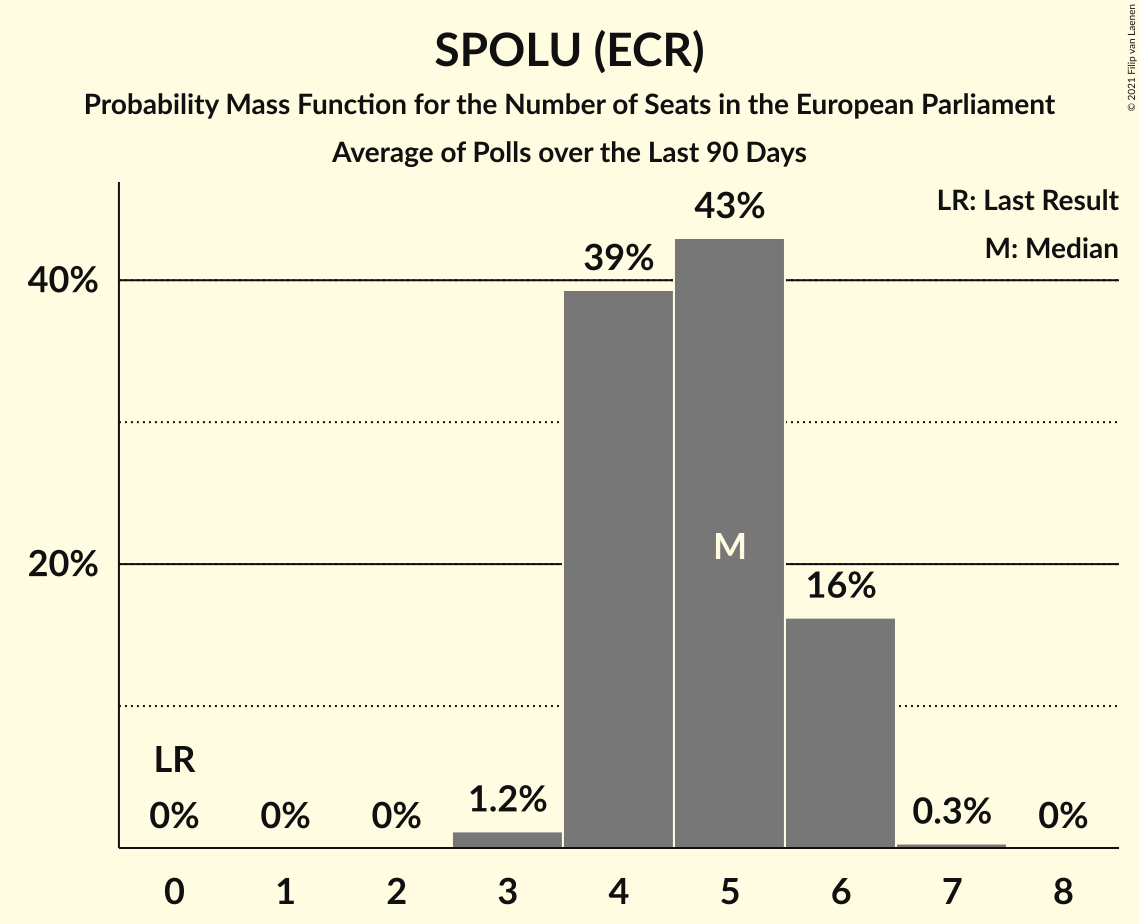 SPOLU (ECR)
Probability Mass Function for the Number of Seats in the European Parliament
Average of Polls over the Last 90 Days
© 2021 Filip van Laenen
LR: Last Result
M: Median
40%
20%
LR
0%
0%
0%
1.2%
39%
43%
M
16%
0.3%
0%
0 1 2 3 4 5 6 7 8